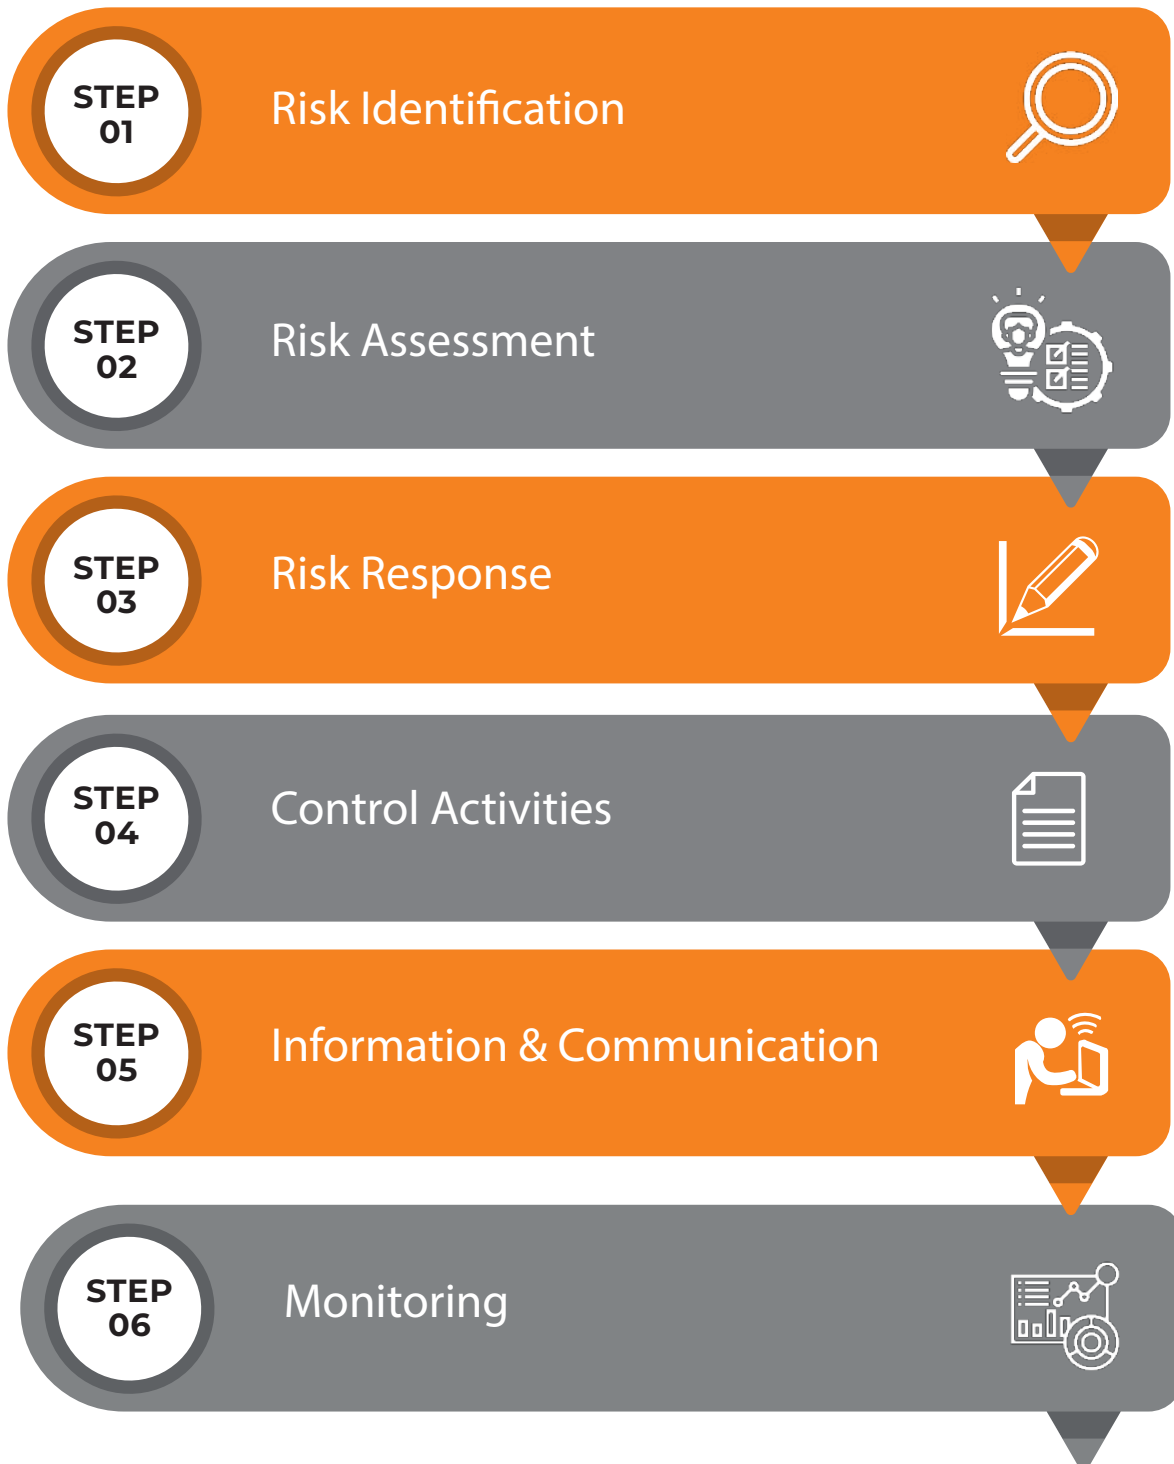 STEP
01
Risk Identification
STEP
02
Risk Assessment
STEP
03
Risk Response
STEP
04
Control Activities
STEP
05
Information & Communication
STEP
06
Monitoring